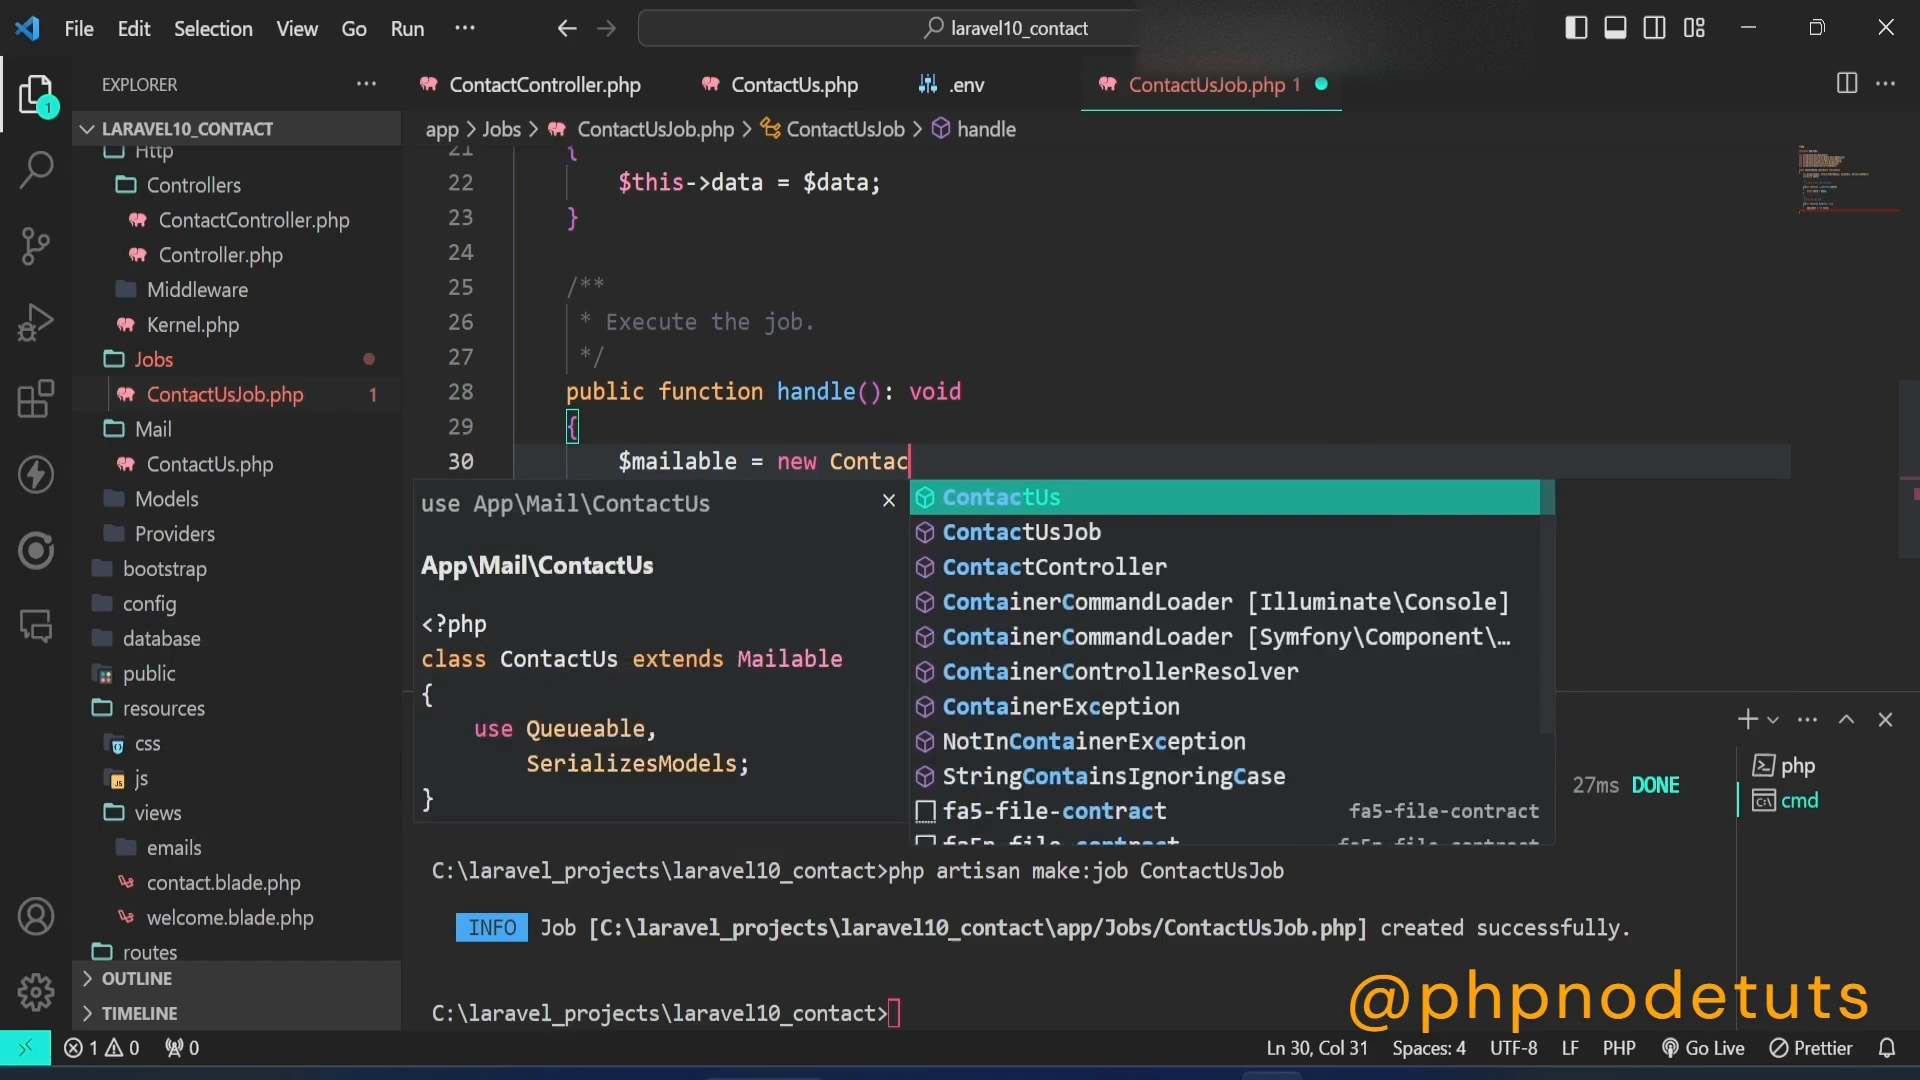 File Edit Selection View Go Run ··· laravel10_contact
EXPLORER ··· ContactController.php ContactUs.php .env ContactUsJob.php 1
LARAVEL10_CONTACT
app > Jobs > ContactUsJob.php > ContactUsJob > handle
Http
Controllers
ContactController.php
Controller.php
Middleware
Kernel.php
Jobs
ContactUsJob.php 1
Mail
ContactUs.php
Models
Providers
bootstrap
config
database
public
resources
css
js
views
emails
contact.blade.php
welcome.blade.php
routes
OUTLINE
TIMELINE
21 {
22 $this->data = $data;
23 }
24
25 /**
26 * Execute the job.
27 */
28 public function handle(): void
29 {
30 $mailable = new Contac
use App\Mail\ContactUs
App\Mail\ContactUs
<?php
class ContactUs extends Mailable
{
use Queueable,
SerializesModels;
}
ContactUs
ContactUsJob
ContactController
ContainerCommandLoader [Illuminate\Console]
ContainerCommandLoader [Symfony\Component\…
ContainerControllerResolver
ContainerException
NotInContainerException
StringContainsIgnoringCase
fa5-file-contract fa5-file-contract
27ms DONE
php
cmd
C:\laravel_projects\laravel10_contact>php artisan make:job ContactUsJob
INFO Job [C:\laravel_projects\laravel10_contact\app/Jobs/ContactUsJob.php] created successfully.
C:\laravel_projects\laravel10_contact>
@phpnodetuts
1 0 0 Ln 30, Col 31 Spaces: 4 UTF-8 LF PHP Go Live Prettier